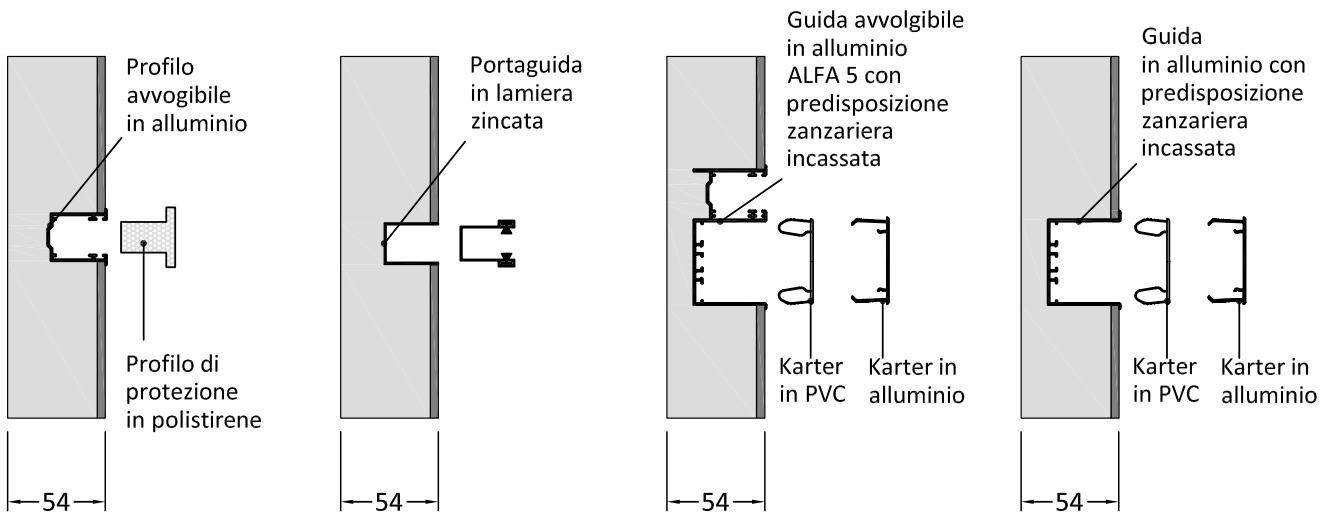 Profilo
avvogibile
in alluminio
Profilo di
protezione
in polistirene
54
Portaguida
in lamiera
zincata
54
Guida avvolgibile
in alluminio
ALFA 5 con
predisposizione
zanzariera
incassata
Karter
in PVC
Karter in
alluminio
54
Guida
in alluminio con
predisposizione
zanzariera
incassata
Karter
in PVC
Karter in
alluminio
54